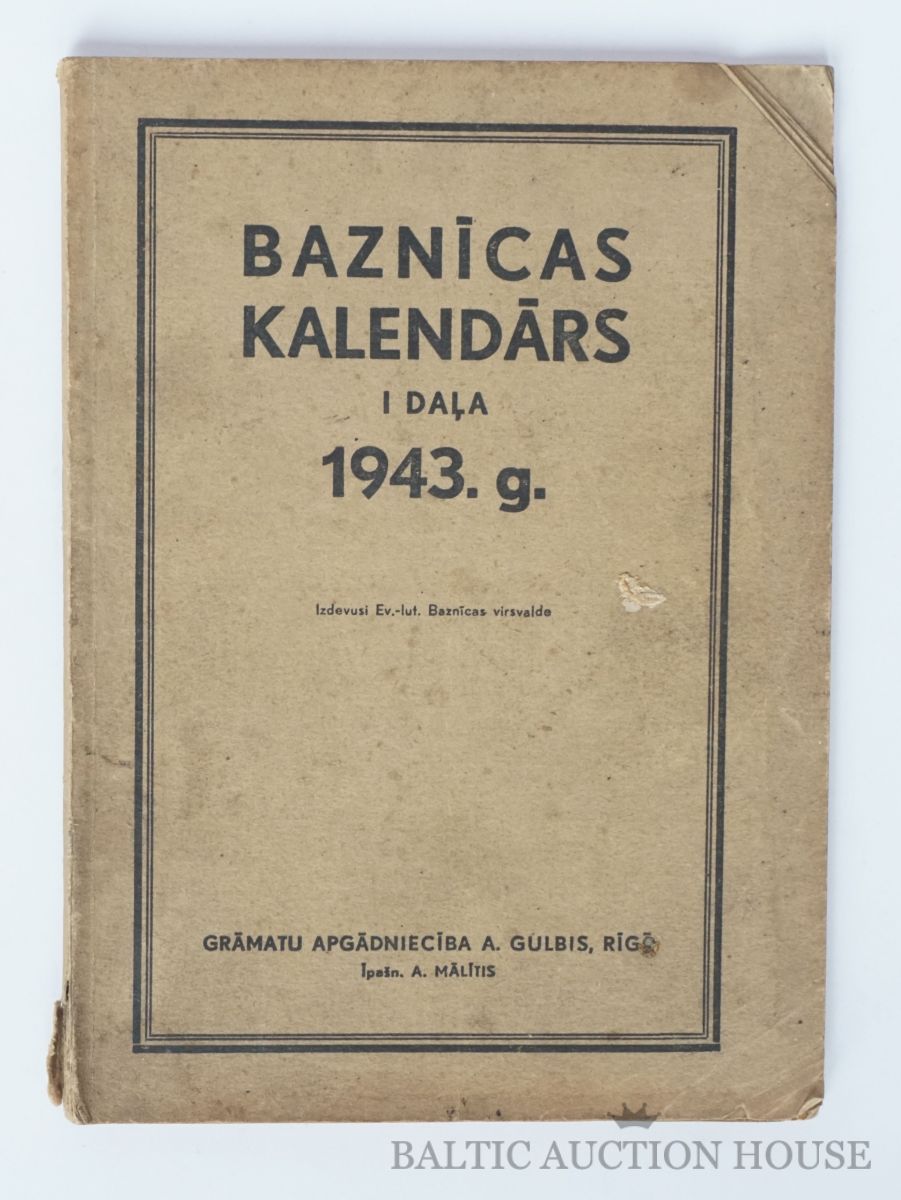 BAZNĪCAS
KALENDĀRS
I DAĻA
1943. g.
Izdevusi Ev.-lut. Baznīcas virsvalde
GRĀMATU APGĀDNIECĪBA A. GULBIS, RĪGĀ
Īpašn. A. MĀLĪTIS
BALTIC AUCTION HOUSE